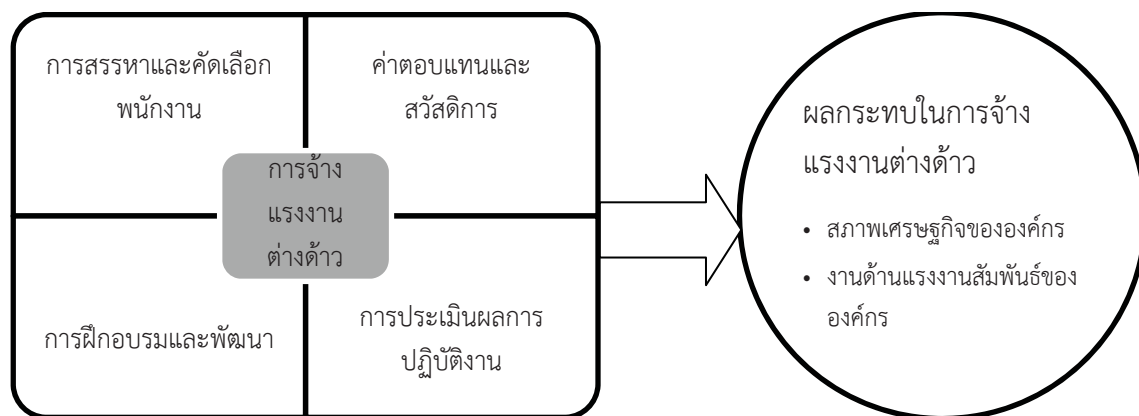 การสรรหาและคัดเลือก
พนักงาน
ค่าตอบแทนและ
สวัสดิการ
การจ้าง
แรงงาน
ต่างด้าว
การฝึกอบรมและพัฒนา
การประเมินผลการ
ปฏิบัติงาน
ผลกระทบในการจ้าง
แรงงานต่างด้าว
• สภาพเศรษฐกิจขององค์กร
• งานด้านแรงงานสัมพันธ์ของ
องค์กร